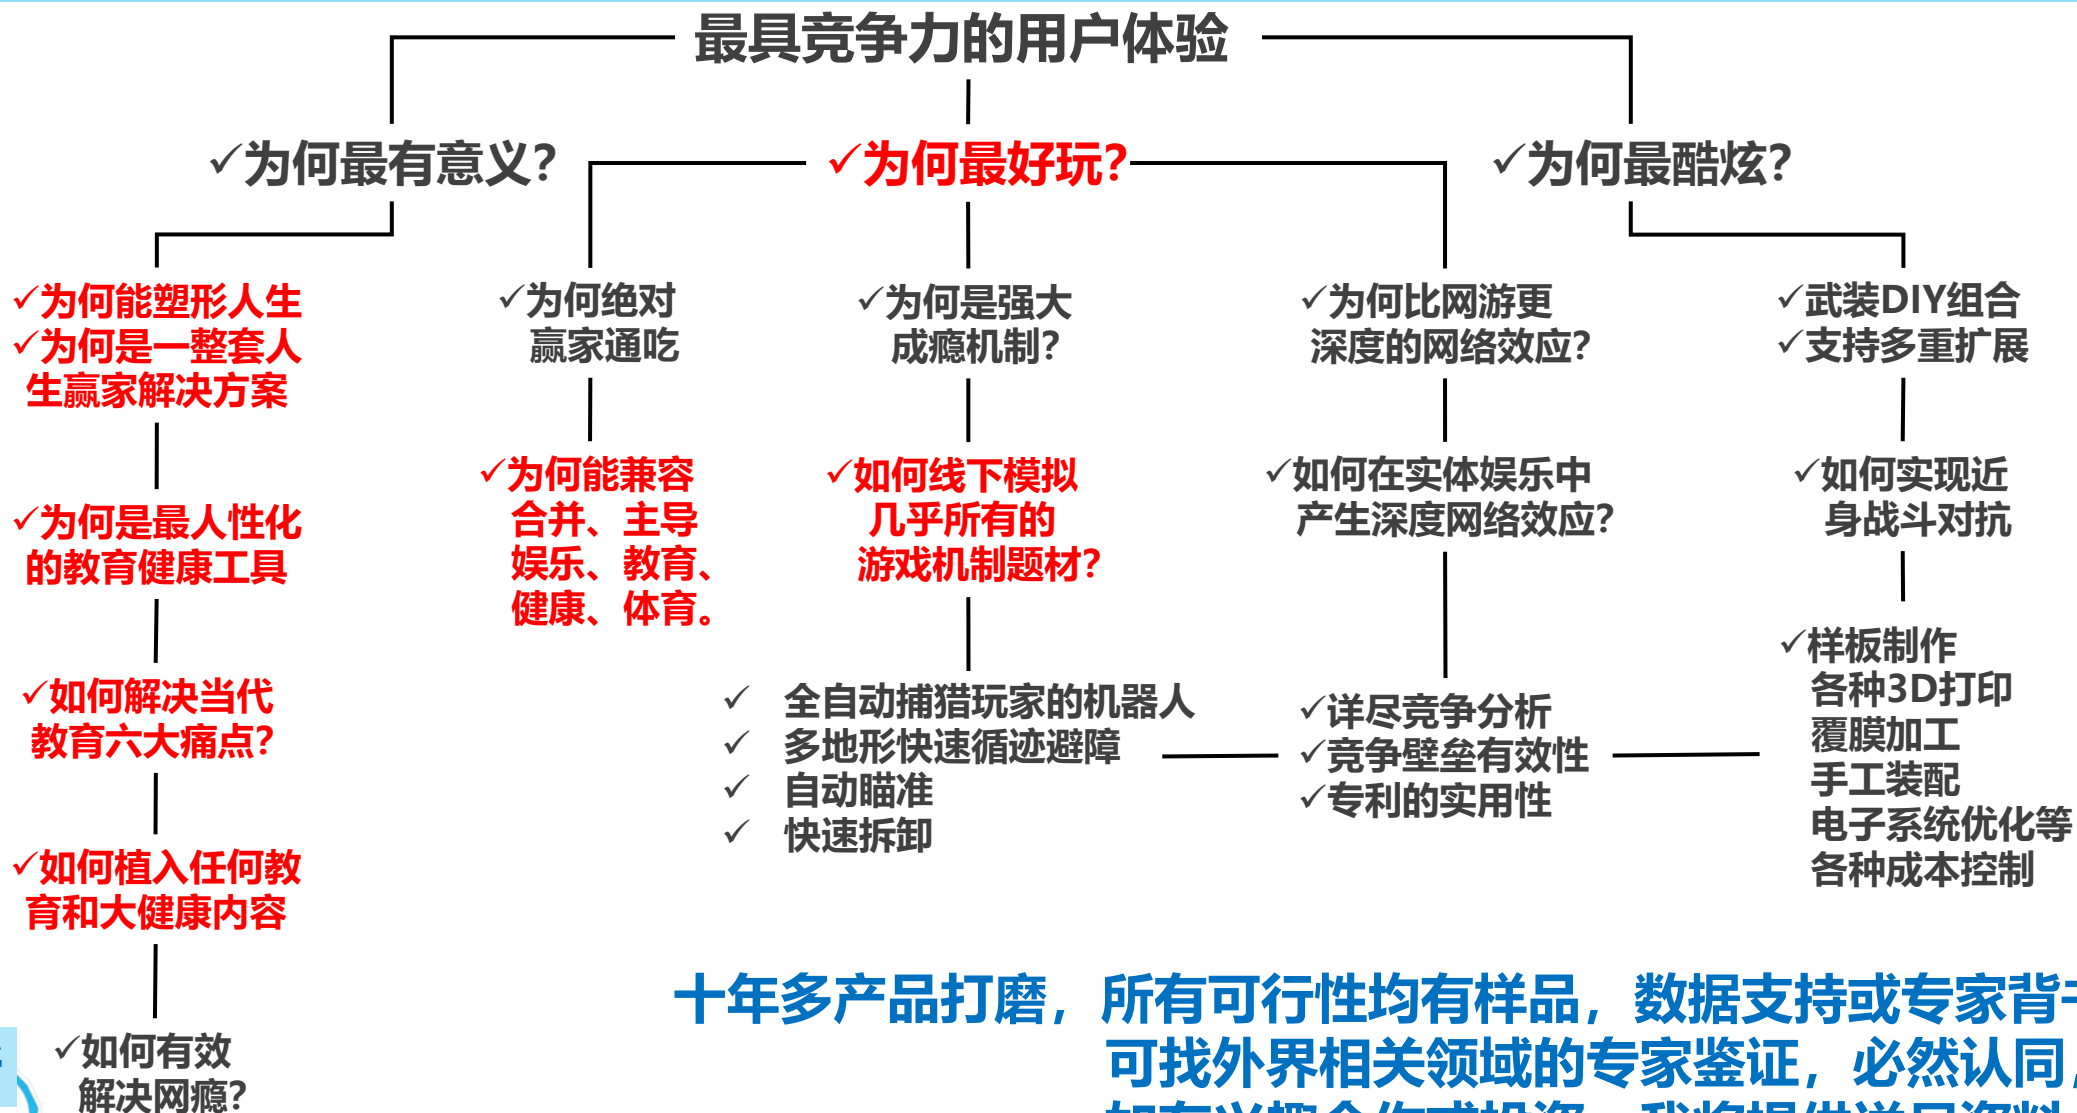 最具竞争力的用户体验
✓为何最有意义？
✓为何最好玩？
✓为何最酷炫？
✓为何能塑形人生
✓为何是一整套人
生赢家解决方案
✓为何是最人性化
的教育健康工具
✓如何解决当代
教育六大痛点？
✓如何植入任何教
育和大健康内容
✓如何有效
解决网瘾？
✓为何绝对
赢家通吃
✓为何能兼容
合并、主导
娱乐、教育、
健康、体育。
✓为何是强大
成瘾机制？
✓如何线下模拟
几乎所有的
游戏机制题材？
✓ 全自动捕猎玩家的机器人
✓ 多地形快速循迹避障
✓ 自动瞄准
✓ 快速拆卸
✓为何比网游更
深度的网络效应？
✓如何在实体娱乐中
产生深度网络效应？
✓详尽竞争分析
✓竞争壁垒有效性
✓专利的实用性
✓武装DIY组合
✓支持多重扩展
✓如何实现近
身战斗对抗
✓样板制作
各种3D打印
覆膜加工
手工装配
电子系统优化等
各种成本控制
十年多产品打磨，所有可行性均有样品，数据支持或专家背
可找外界相关领域的专家鉴证，必然认同，